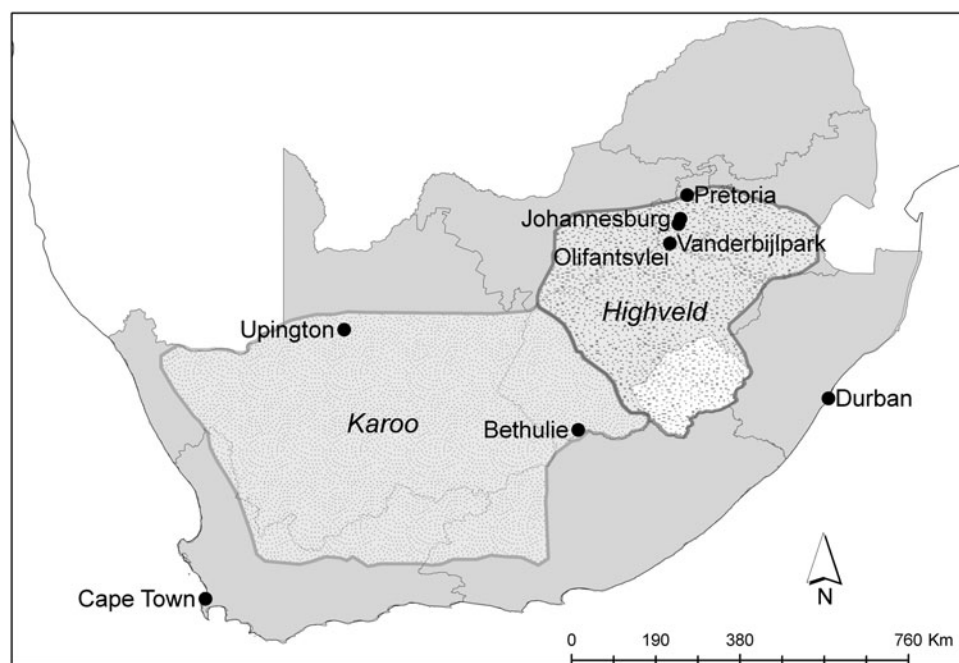 Pretoria
Johannesburg
Vanderbijlpark
Olifantsvlei
Highveld
Upington
Karoo
Bethulie
Durban
Cape Town
N
0 190 380 760 Km